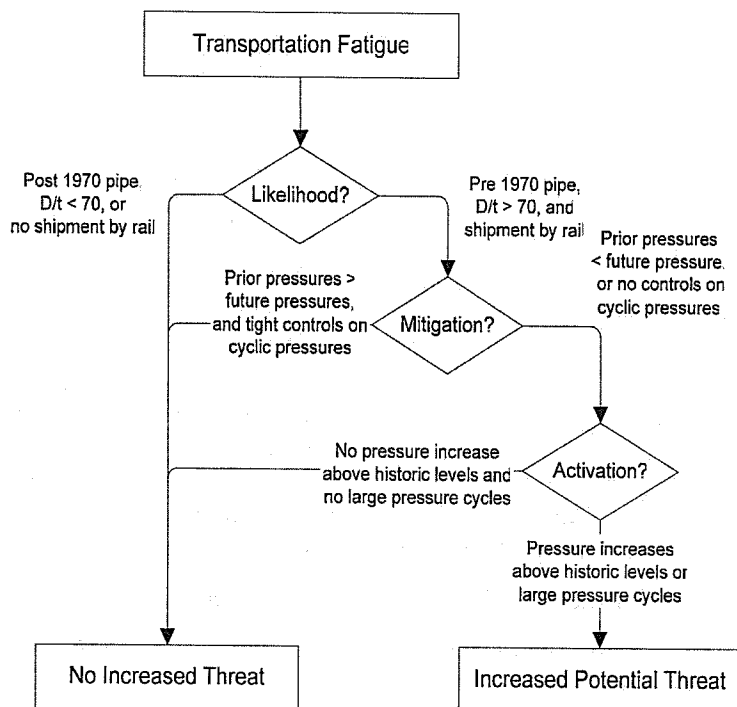 Transportation Fatigue
Likelihood?
Post 1970 pipe,
D/t < 70, or
no shipment by rail
Pre 1970 pipe,
D/t > 70, and
shipment by rail
Prior pressures >
future pressures,
and tight controls on
cyclic pressures
Mitigation?
Prior pressures
< future pressure,
or no controls on
cyclic pressures
No pressure increase
above historic levels and
no large pressure cycles
Activation?
Pressure increases
above historic levels or
large pressure cycles
No Increased Threat
Increased Potential Threat